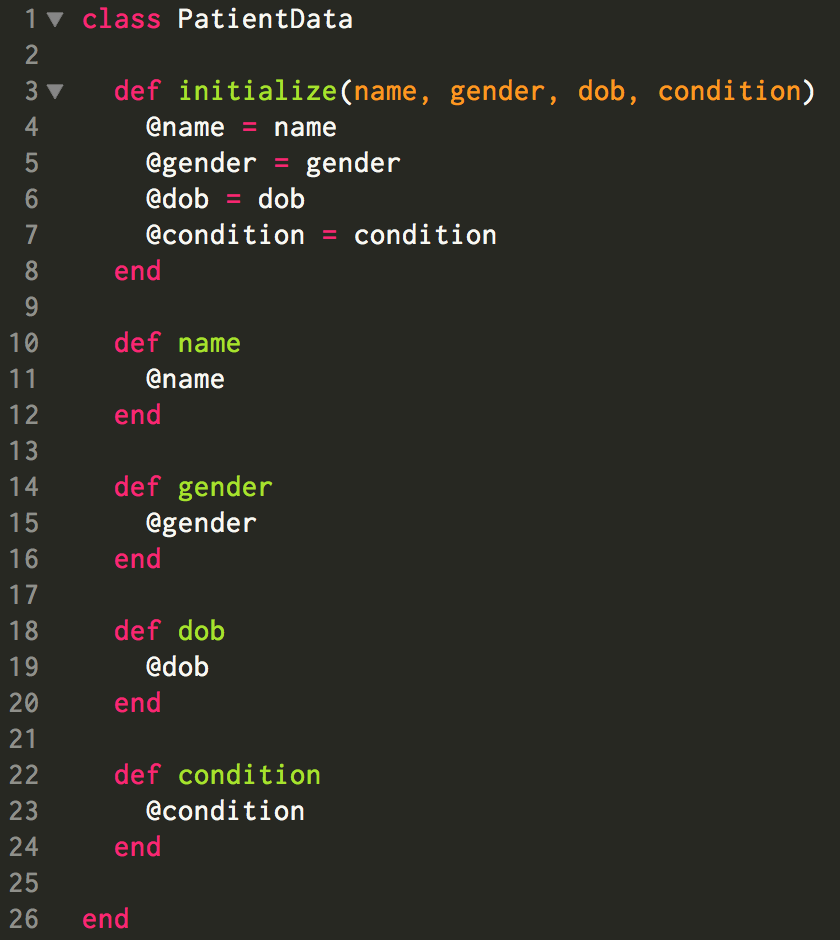 1 class PatientData
2
3   def initialize(name, gender, dob, condition)
4     @name = name
5     @gender = gender
6     @dob = dob
7     @condition = condition
8   end
9
10   def name
11     @name
12   end
13
14   def gender
15     @gender
16   end
17
18   def dob
19     @dob
20   end
21
22   def condition
23     @condition
24   end
25
26 end